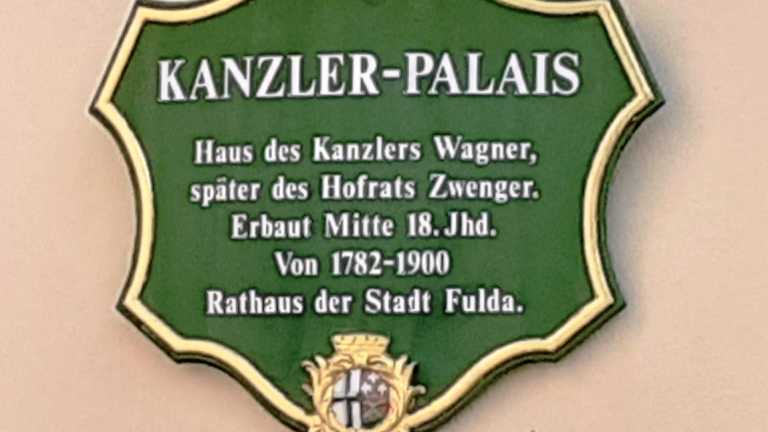 KANZLER-PALAIS
Haus des Kanzlers Wagner,
später des Hofrats Zwenger.
Erbaut Mitte 18. Jhd.
Von 1782-1900
Rathaus der Stadt Fulda.